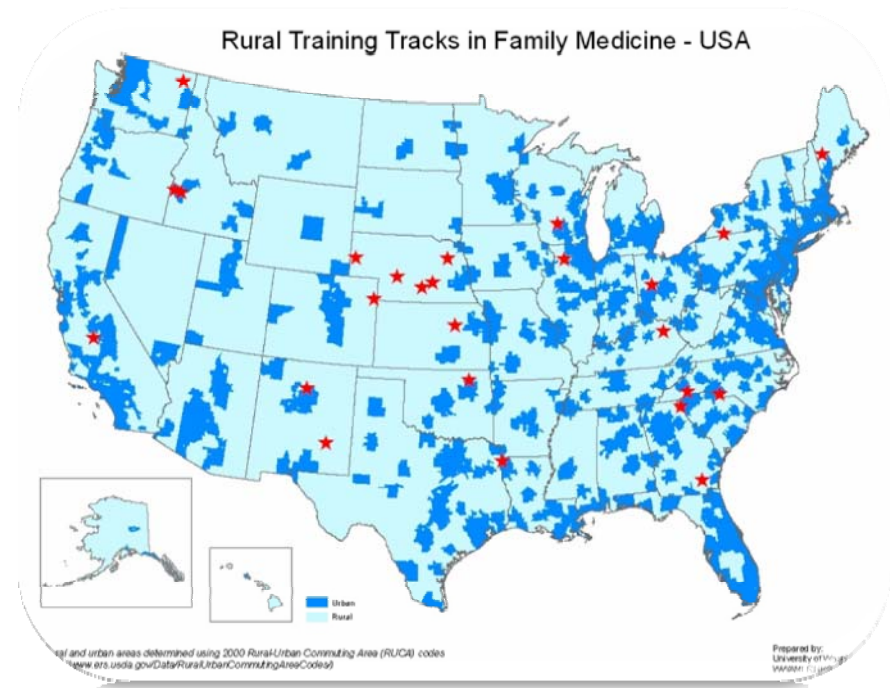 Rural Training Tracks in Family Medicine - USA
Urban
Rural
and urban areas determined using 2000 Rural-Urban Commuting Area (RUCA) codes
www.ers.usda.gov/Data/RuralUrbanCommutingAreaCodes/)
Prepared by:
University of